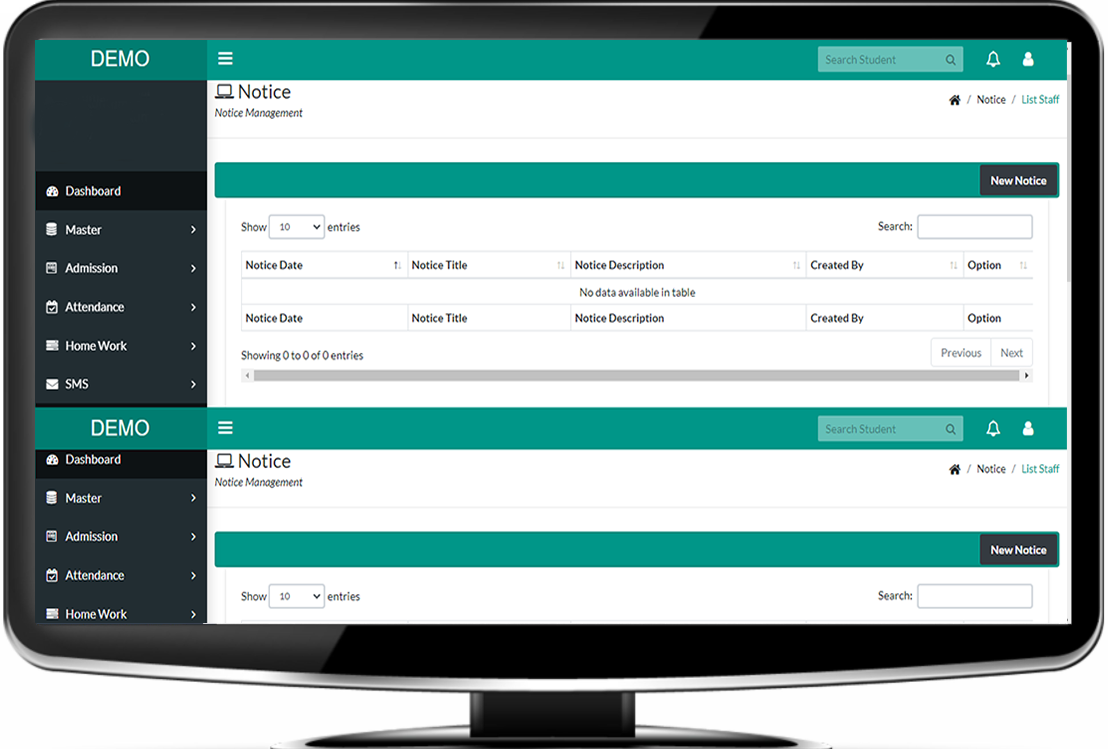 DEMO
Search Student
Notice
Notice Management
/ Notice / List Staff
Dashboard
Master
Admission
Attendance
Home Work
SMS
New Notice
Show 10 entries
Search:
Notice Date Notice Title Notice Description Created By Option
No data available in table
Notice Date Notice Title Notice Description Created By Option
Showing 0 to 0 of 0 entries
Previous Next
DEMO
Search Student
Dashboard
Master
Admission
Attendance
Home Work
Notice
Notice Management
/ Notice / List Staff
New Notice
Show 10 entries
Search: